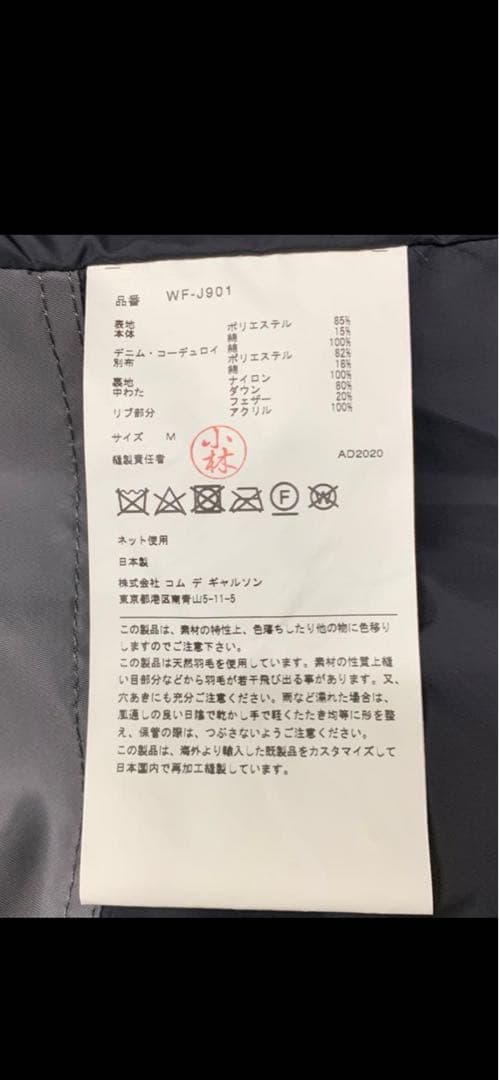 品番 WF-J901
表地
本体 ポリエステル 85%
綿 15%
デニム・コーデュロイ 綿 100%
別布 ポリエステル 82%
綿 18%
裏地 ナイロン 100%
中わた ダウン 80%
フェザー 20%
リブ部分 アクリル 100%
サイズ M
小林
縫製責任者 AD2020
F W
ネット使用
日本製
株式会社 コム デ ギャルソン
東京都港区南青山5-11-5
この製品は、素材の特性上、色落ちしたり他の物に色移り
しますのでご注意下さい。
この製品は天然羽毛を使用しています。素材の性質上縫
い目部分などから羽毛が若干飛び出る事があります。又、
穴あきにも充分ご注意ください。雨など濡れた場合は、
風通しの良い日陰で乾かし手で軽くたたき均等に形を整
え、保管の際は、つぶさないようご注意ください。
この製品は、海外より輸入した既製品をカスタマイズして
日本国内で再加工縫製しています。